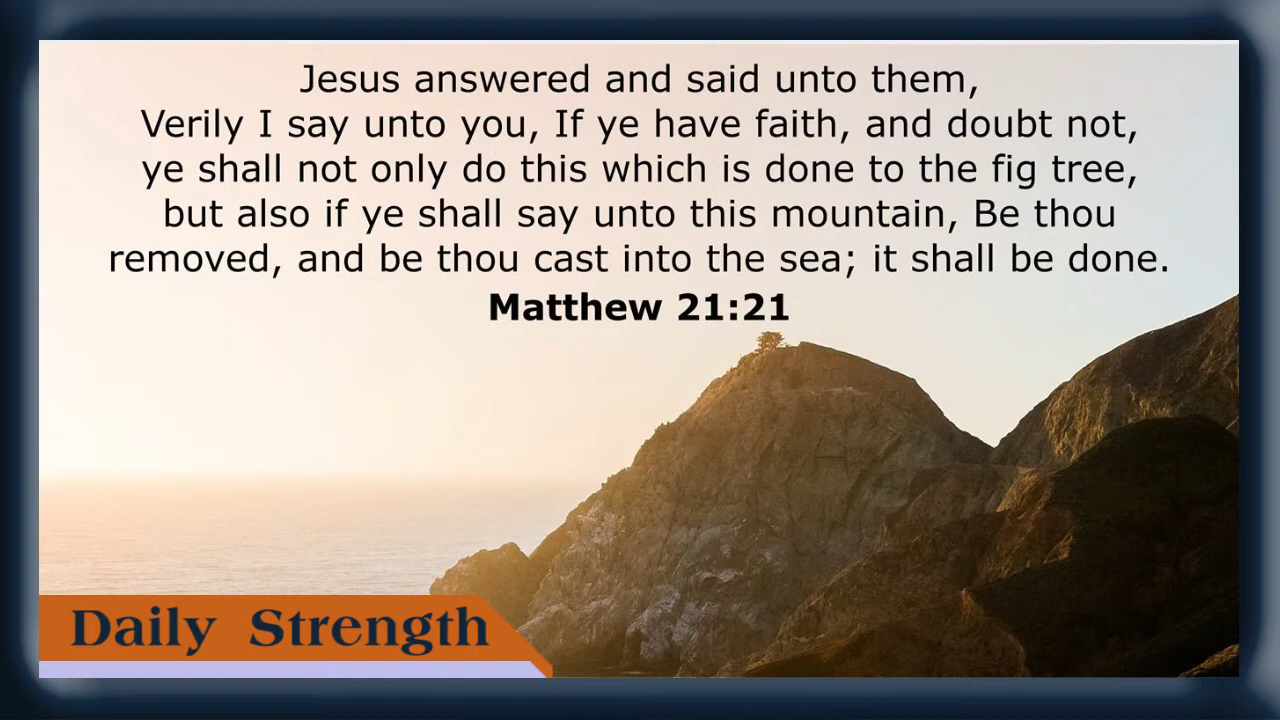 Jesus answered and said unto them,
Verily I say unto you, If ye have faith, and doubt not,
ye shall not only do this which is done to the fig tree,
but also if ye shall say unto this mountain, Be thou
removed, and be thou cast into the sea; it shall be done.
Matthew 21:21
Daily Strength